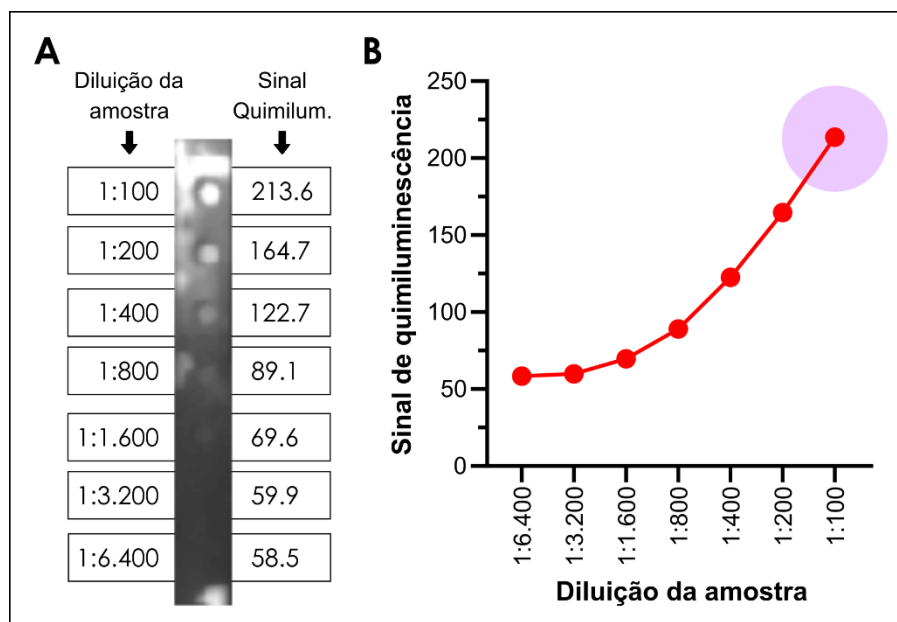 A
Diluição da
amostra
Sinal
Quimilum.
1:100 213.6
1:200 164.7
1:400 122.7
1:800 89.1
1:1.600 69.6
1:3.200 59.9
1:6.400 58.5
B
Sinal de quimiluminescência
250
200
150
100
50
0
1:6.400
1:3.200
1:1.600
1:800
1:400
1:200
1:100
Diluição da amostra